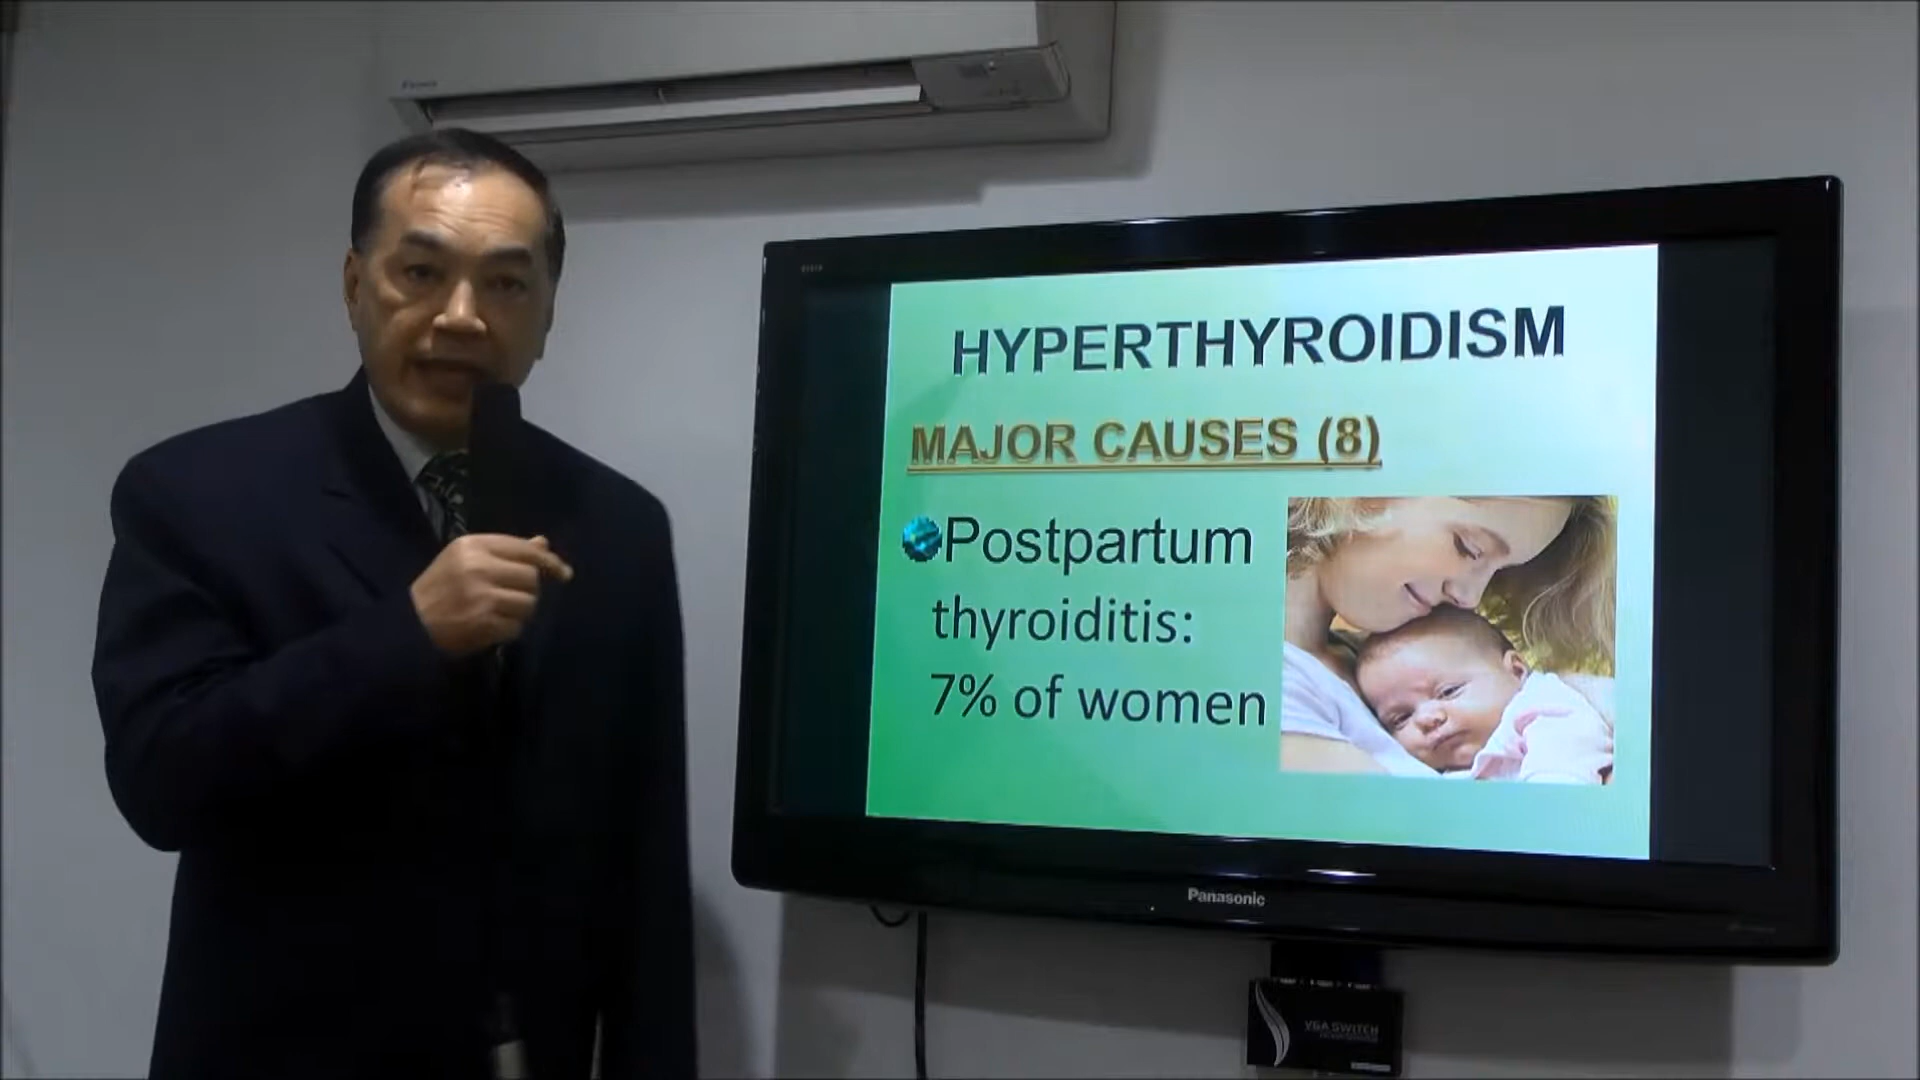 HYPERTHYROIDISM
MAJOR CAUSES (8)
Postpartum
thyroiditis:
7% of women
Panasonic
VGA SWITCH